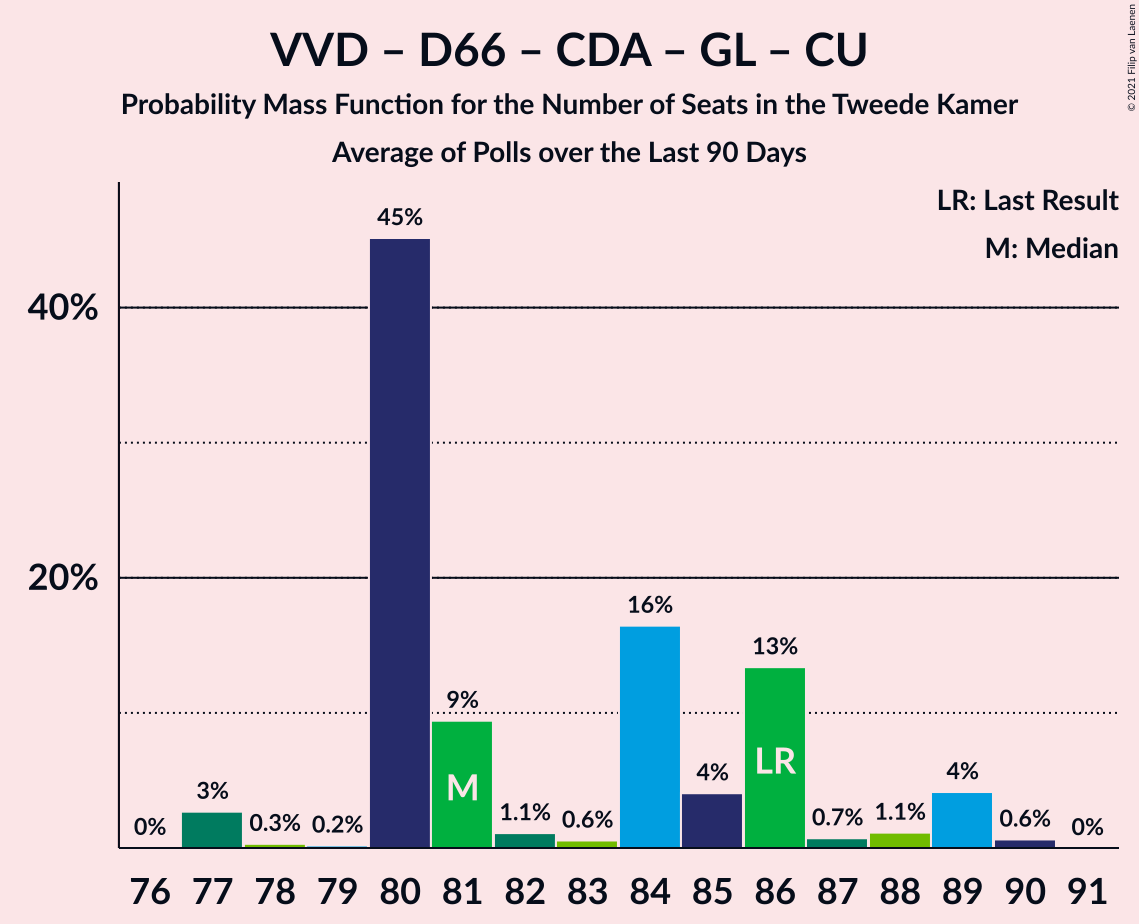 VVD – D66 – CDA – GL – CU
Probability Mass Function for the Number of Seats in the Tweede Kamer
Average of Polls over the Last 90 Days
© 2021 Filip van Laenen
LR: Last Result
M: Median
40%
20%
0%
3%
0.3%
0.2%
45%
9%
1.1%
0.6%
16%
4%
13%
0.7%
1.1%
4%
0.6%
0%
M
LR
76 77 78 79 80 81 82 83 84 85 86 87 88 89 90 91